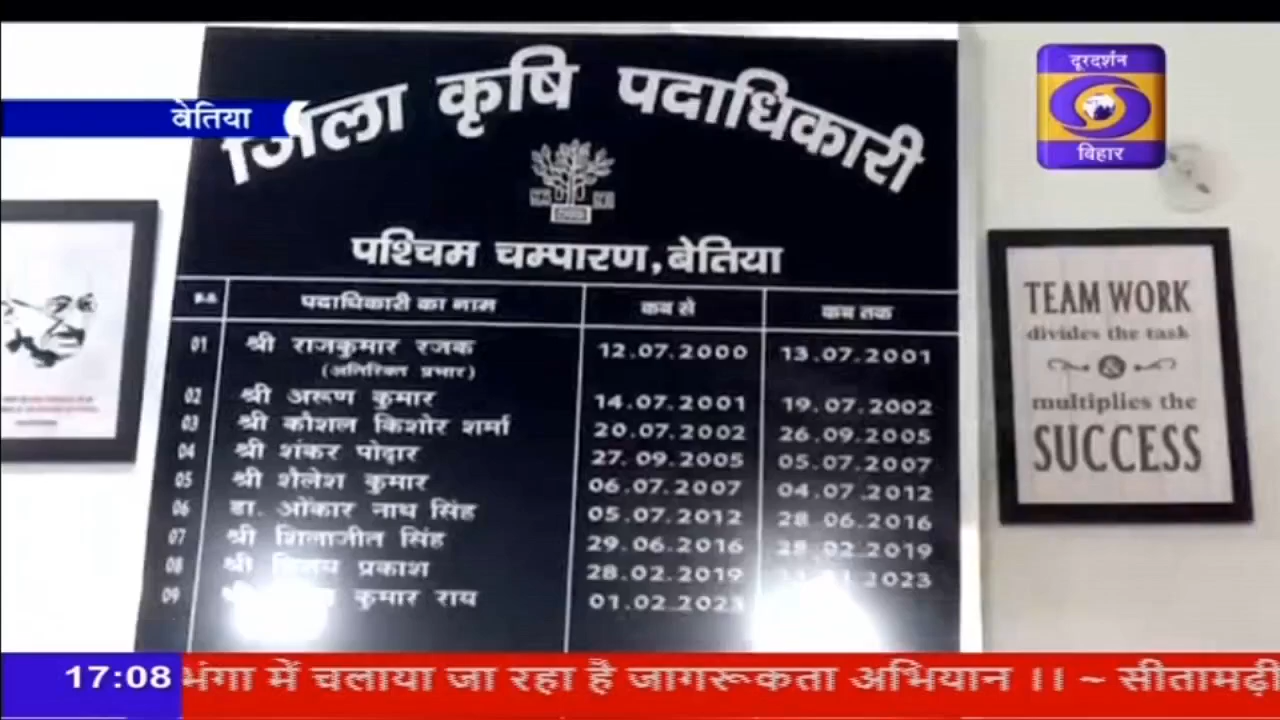 दूरदर्शन
बिहार
बेतिया
जिला कृषि पदाधिकारी
पश्चिम चम्पारण, बेतिया
पदाधिकारी का नाम कब से कब तक
01 श्री राजकुमार रजक 12.07.2000 13.07.2001
(अतिरिक्त प्रभार)
02 श्री अरूण कुमार 14.07.2001 19.07.2002
03 श्री कौशल किशोर शर्मा 20.07.2002 26.09.2005
04 श्री शंकर पोद्दार 27.09.2005 05.07.2007
05 श्री शैलेश कुमार 06.07.2007 04.07.2012
06 डा. ओंकार नाथ सिंह 05.07.2012 28.06.2016
07 श्री शिलाजीत सिंह 29.06.2016 28.02.2019
08 श्री प्रकाश 28.02.2019 2023
09 श्री कुमार राय 01.02.2023
TEAM WORK
divides the task
&
multiplies the
SUCCESS
17:08 भंगा में चलाया जा रहा है जागरूकता अभियान ।। ~ सीतामढ़ी